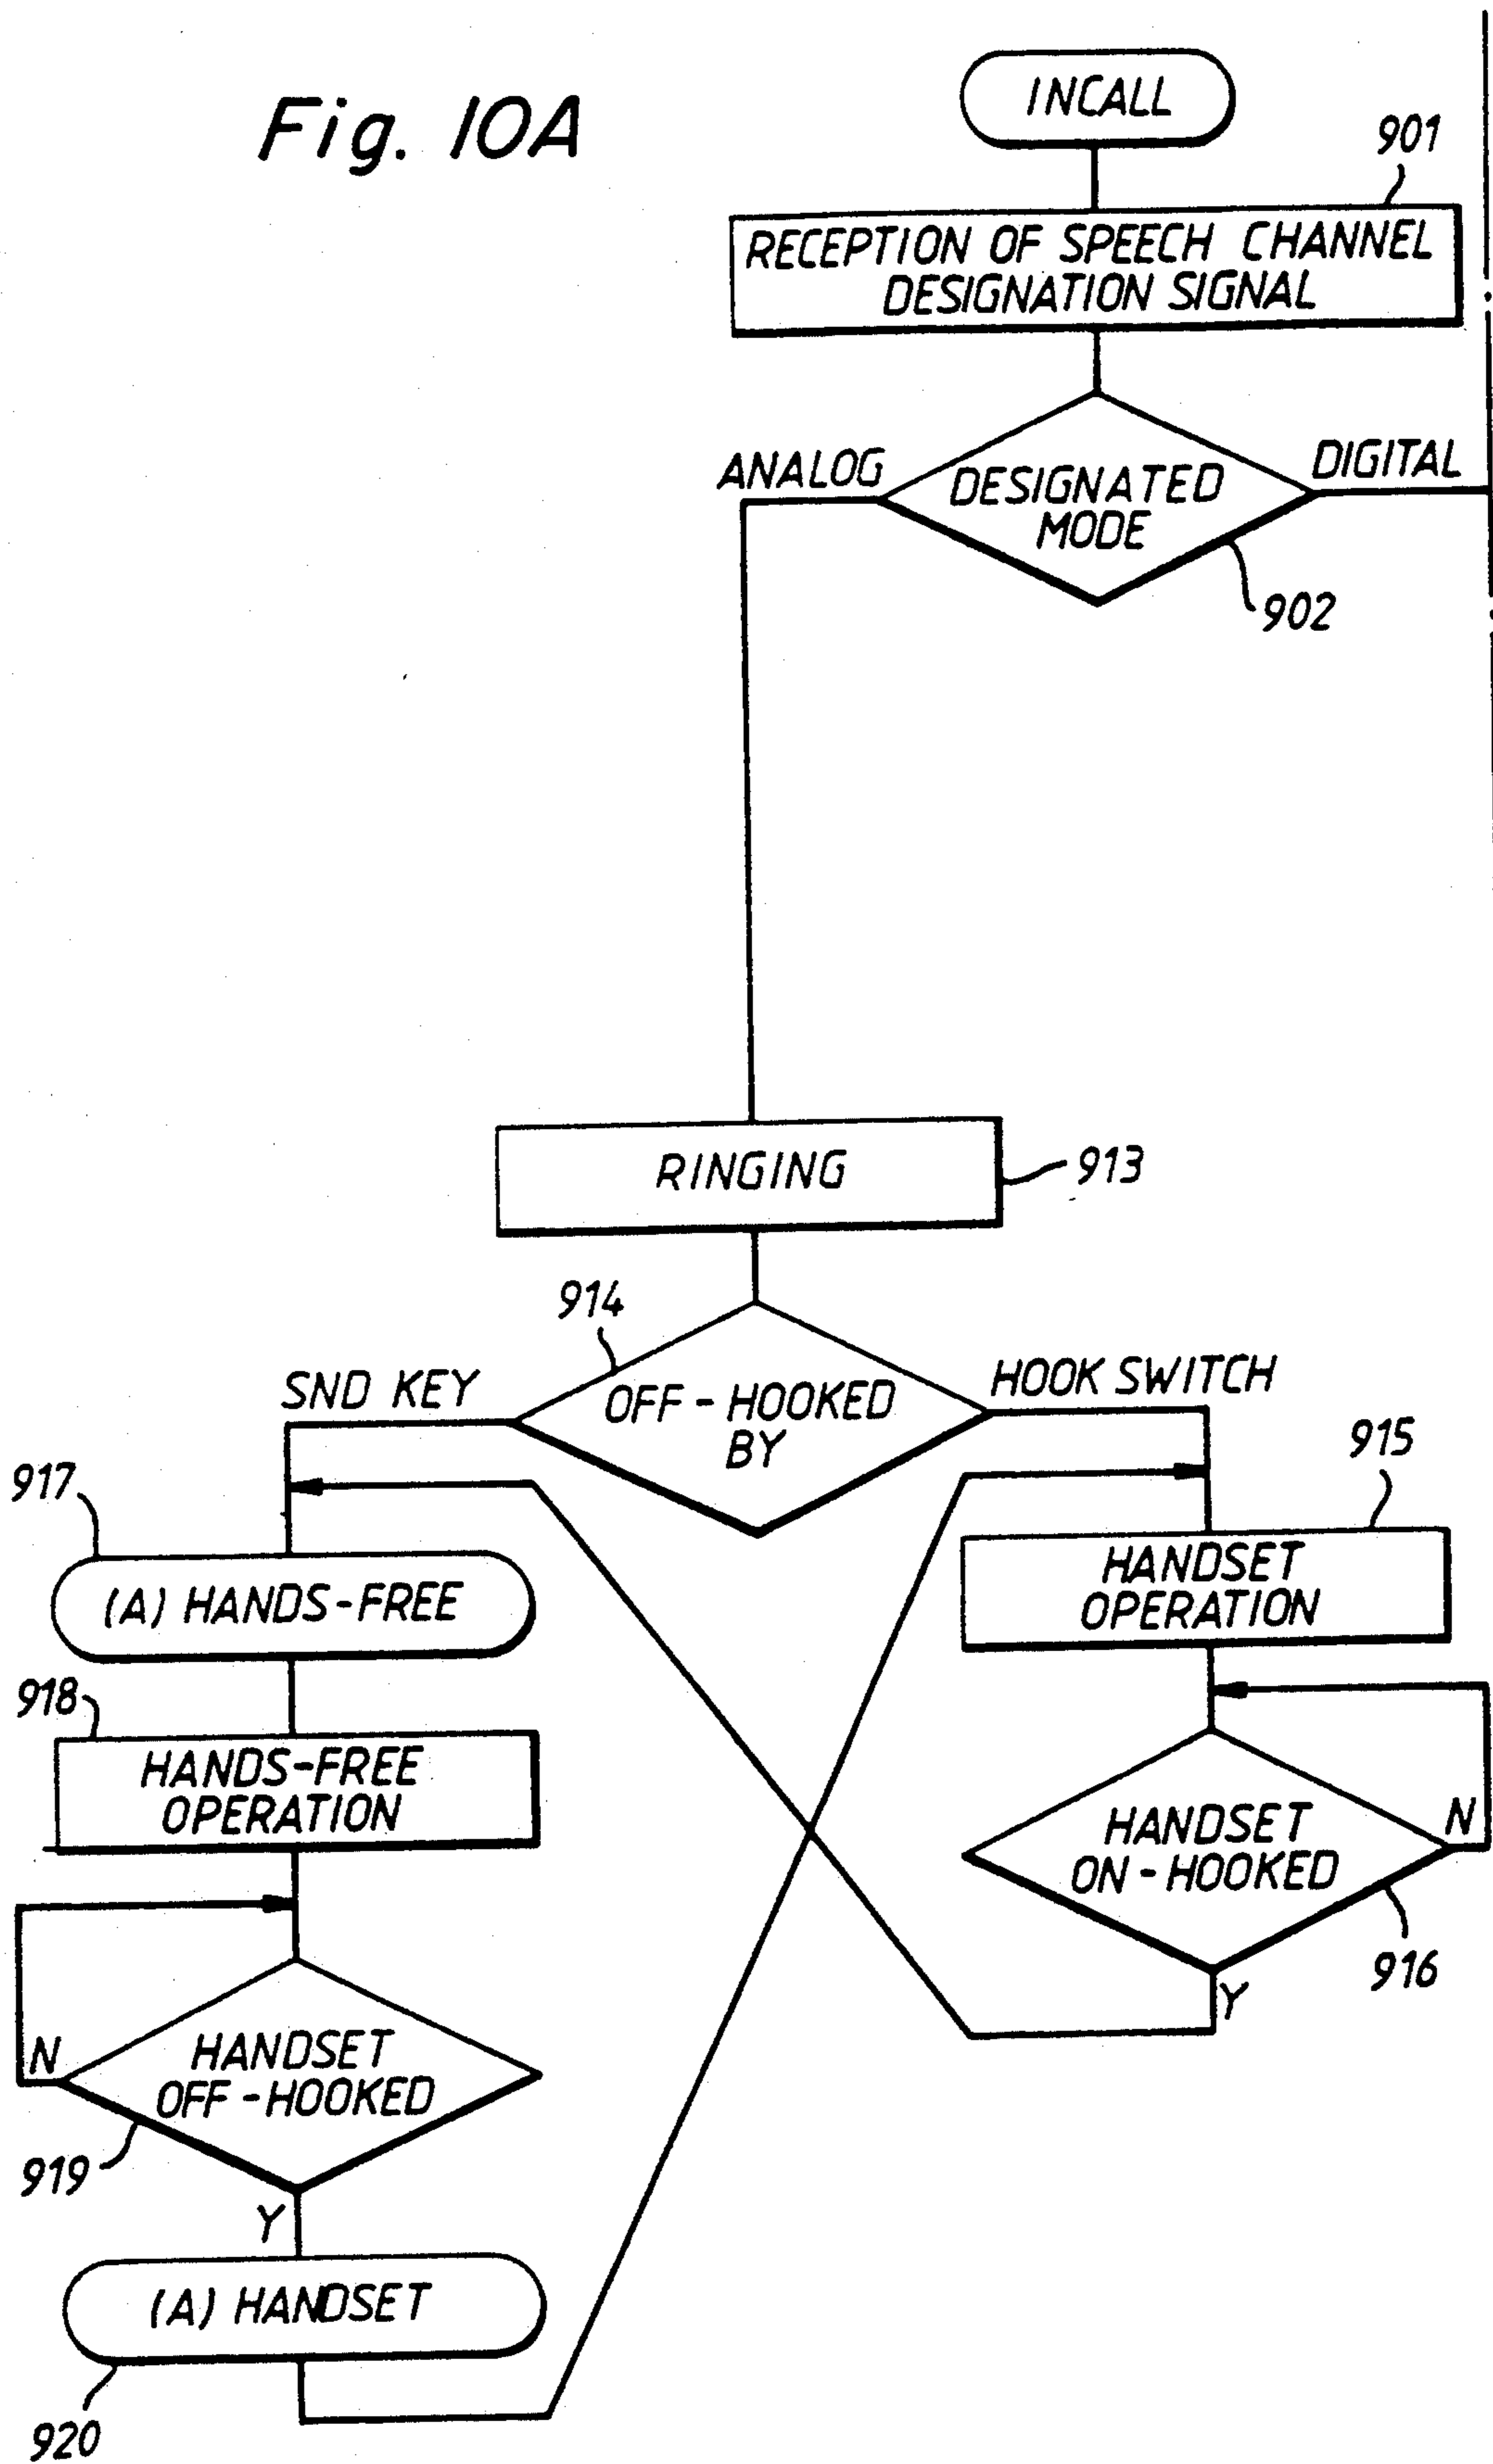 Fig. 10A
INCALL
901
RECEPTION OF SPEECH CHANNEL
DESIGNATION SIGNAL
ANALOG
DESIGNATED
MODE
DIGITAL
902
RINGING
913
914
SND KEY
OFF-HOOKED
BY
HOOK SWITCH
915
917
(A) HANDS-FREE
HANDSET
OPERATION
918
HANDS-FREE
OPERATION
HANDSET
ON-HOOKED
N
916
Y
N
HANDSET
OFF-HOOKED
919
Y
(A) HANDSET
920